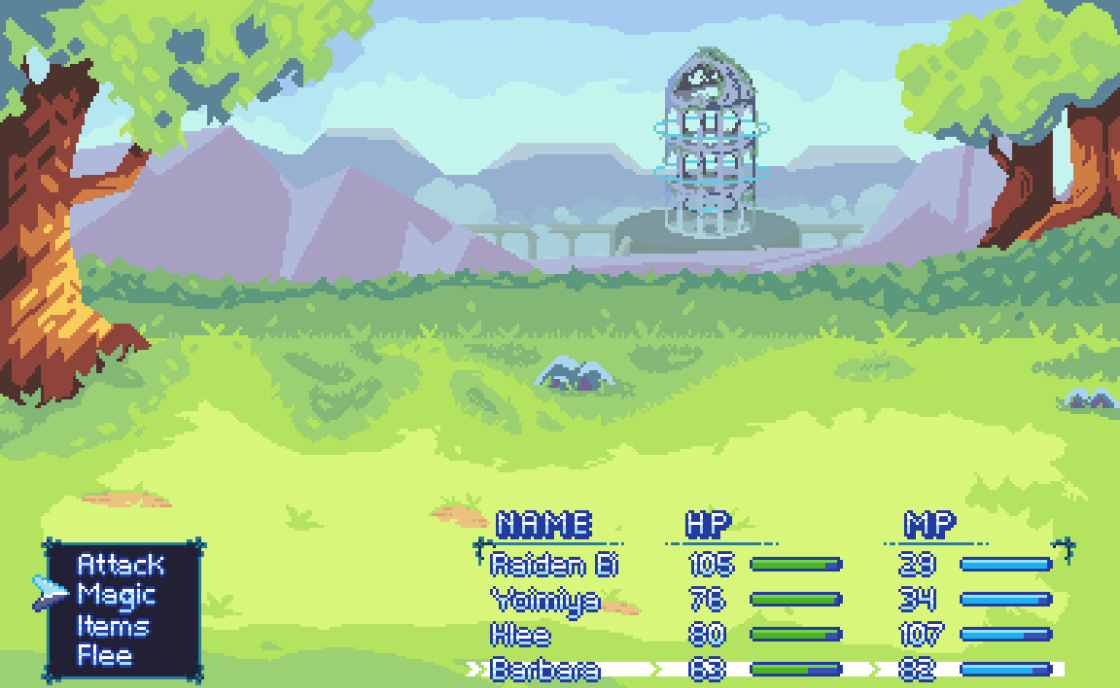 Attack
Magic
Items
Flee
NAME HP MP
Raiden Ei 105 29
Yoimiya 76 34
Klee 80 107
Barbara 63 82